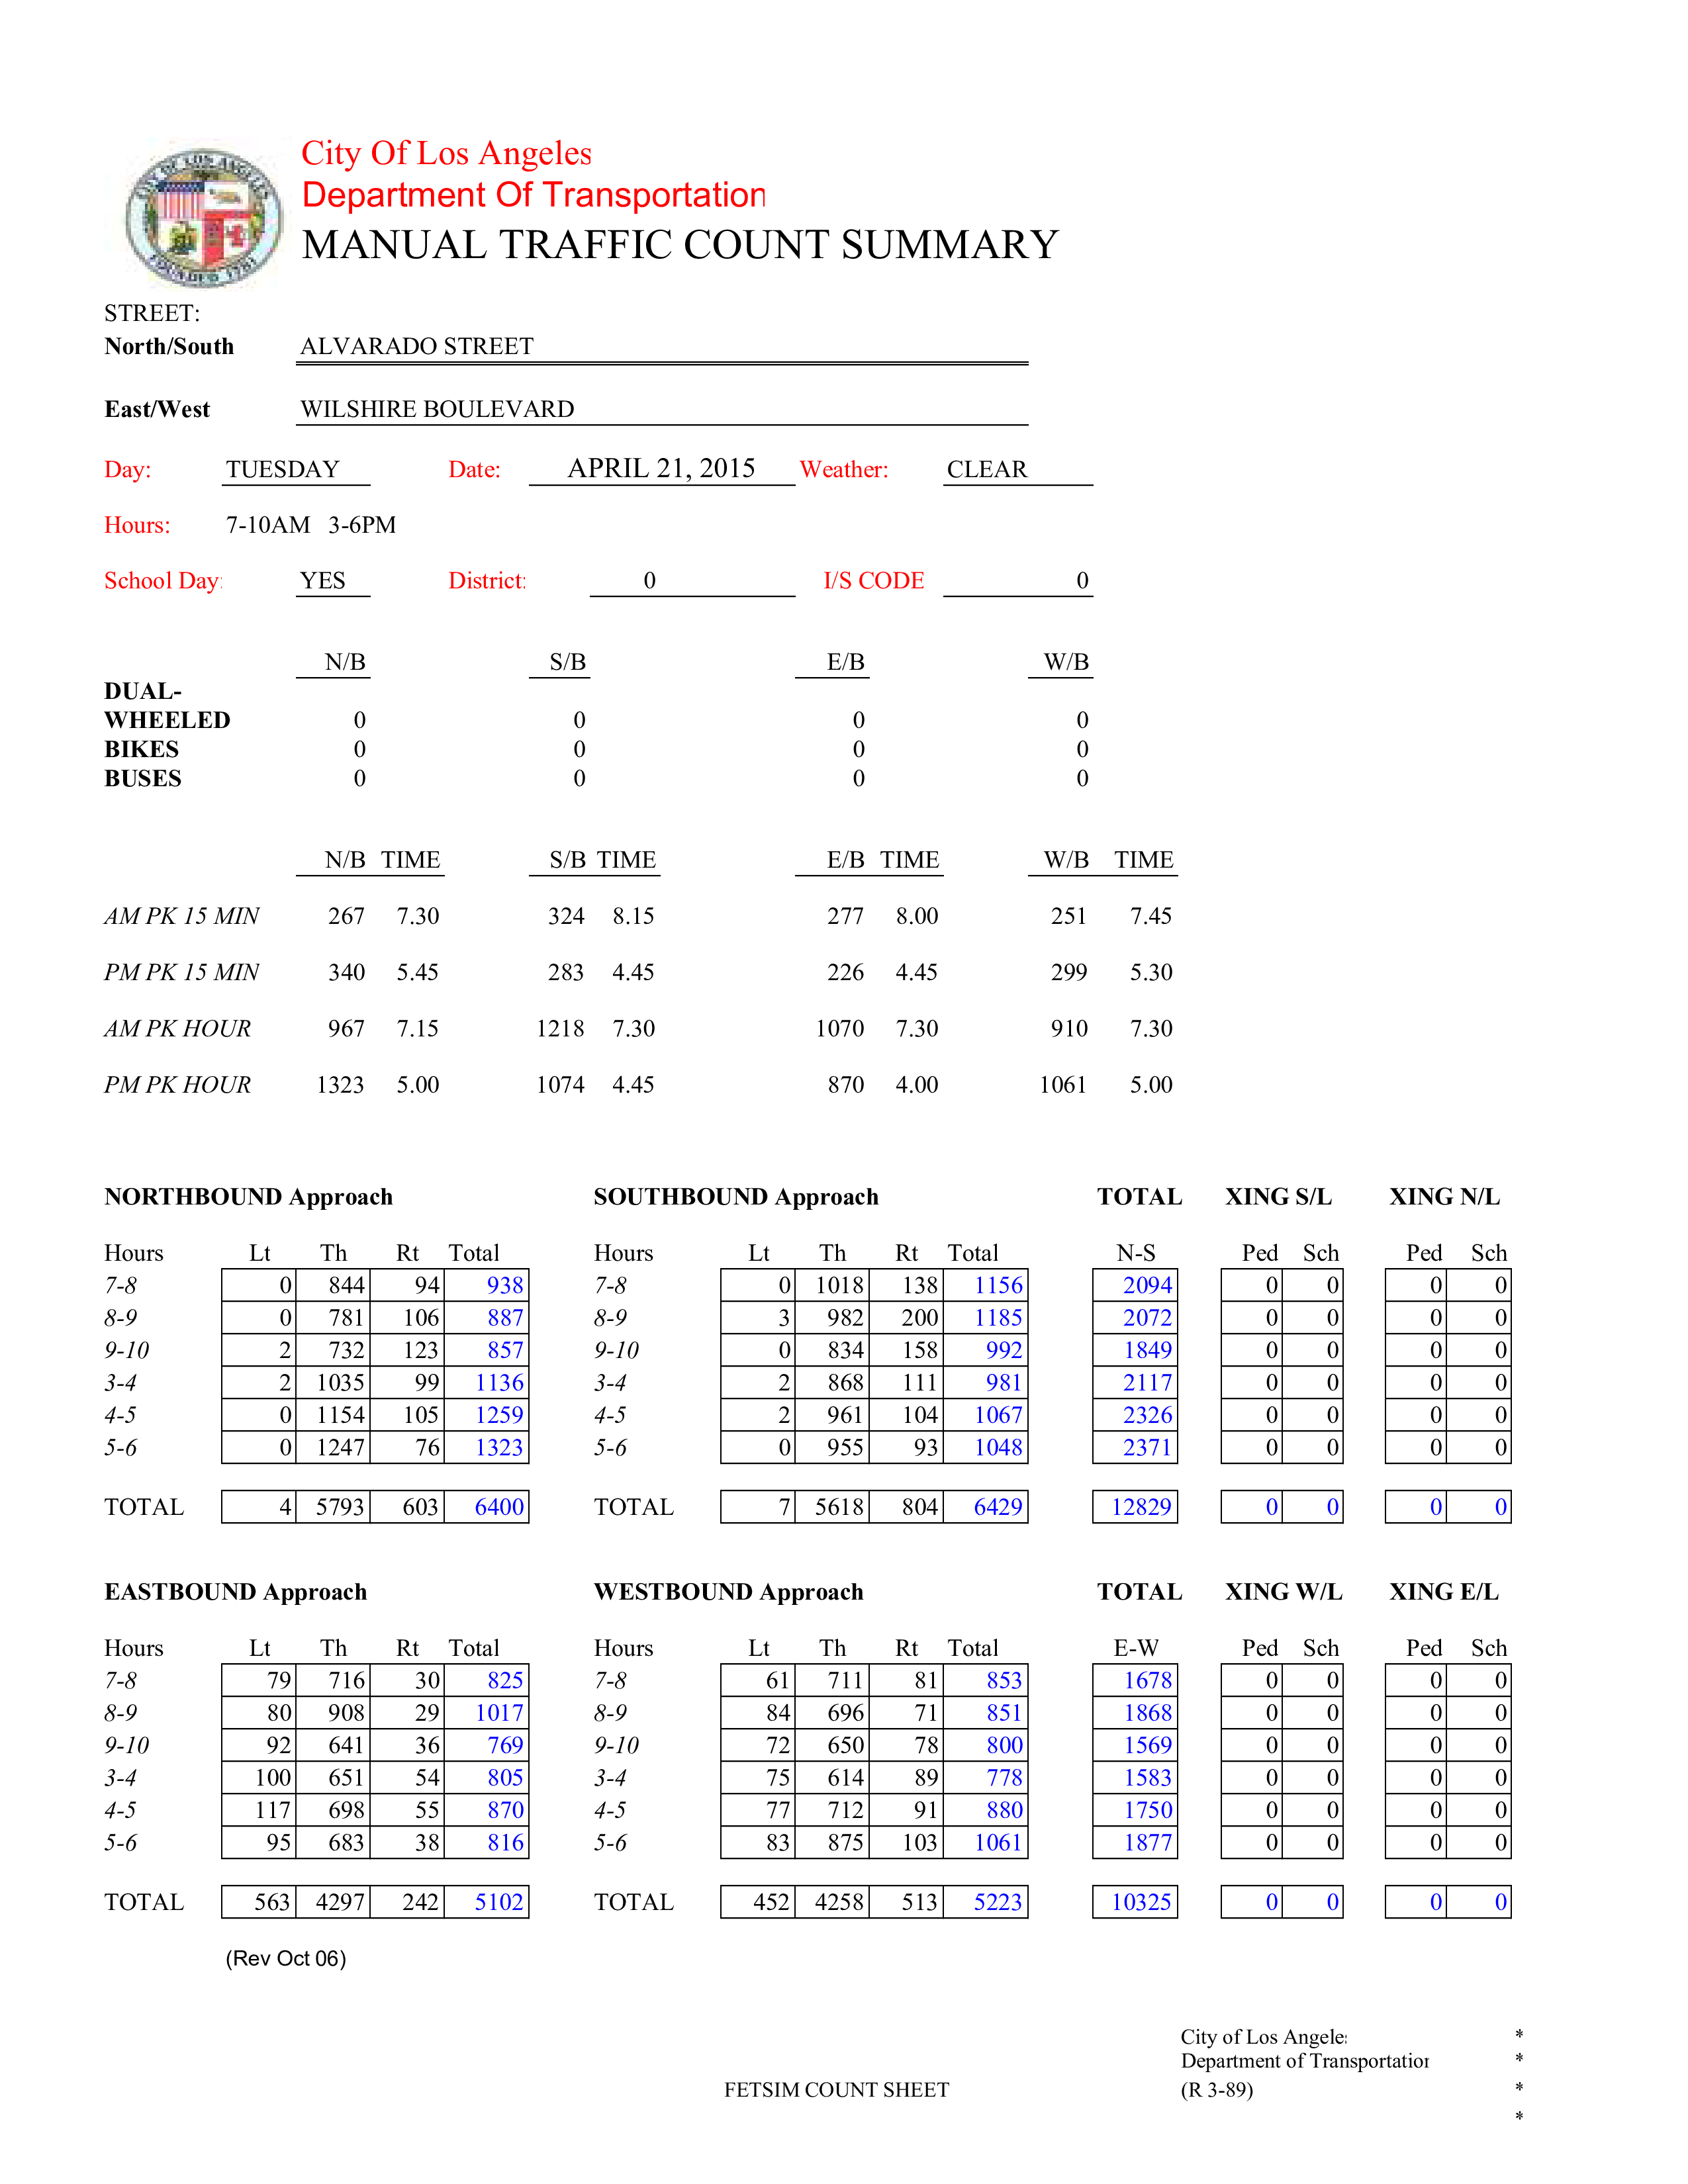 City Of Los Angeles
Department Of Transportation
MANUAL TRAFFIC COUNT SUMMARY
STREET:
North/South ALVARADO STREET
East/West WILSHIRE BOULEVARD
Day: TUESDAY Date: APRIL 21, 2015 Weather: CLEAR
Hours: 7-10AM 3-6PM
School Day: YES District: 0 I/S CODE 0
N/B S/B E/B W/B
DUAL-
WHEELED 0 0 0 0
BIKES 0 0 0 0
BUSES 0 0 0 0
N/B TIME S/B TIME E/B TIME W/B TIME
AM PK 15 MIN 267 7.30 324 8.15 277 8.00 251 7.45
PM PK 15 MIN 340 5.45 283 4.45 226 4.45 299 5.30
AM PK HOUR 967 7.15 1218 7.30 1070 7.30 910 7.30
PM PK HOUR 1323 5.00 1074 4.45 870 4.00 1061 5.00
NORTHBOUND Approach SOUTHBOUND Approach TOTAL XING S/L XING N/L
Hours Lt Th Rt Total Hours Lt Th Rt Total N-S Ped Sch Ped Sch
7-8 0 844 94 938 7-8 0 1018 138 1156 2094 0 0 0 0
8-9 0 781 106 887 8-9 3 982 200 1185 2072 0 0 0 0
9-10 2 732 123 857 9-10 0 834 158 992 1849 0 0 0 0
3-4 2 1035 99 1136 3-4 2 868 111 981 2117 0 0 0 0
4-5 0 1154 105 1259 4-5 2 961 104 1067 2326 0 0 0 0
5-6 0 1247 76 1323 5-6 0 955 93 1048 2371 0 0 0 0
TOTAL 4 5793 603 6400 TOTAL 7 5618 804 6429 12829 0 0 0 0
EASTBOUND Approach WESTBOUND Approach TOTAL XING W/L XING E/L
Hours Lt Th Rt Total Hours Lt Th Rt Total E-W Ped Sch Ped Sch
7-8 79 716 30 825 7-8 61 711 81 853 1678 0 0 0 0
8-9 80 908 29 1017 8-9 84 696 71 851 1868 0 0 0 0
9-10 92 641 36 769 9-10 72 650 78 800 1569 0 0 0 0
3-4 100 651 54 805 3-4 75 614 89 778 1583 0 0 0 0
4-5 117 698 55 870 4-5 77 712 91 880 1750 0 0 0 0
5-6 95 683 38 816 5-6 83 875 103 1061 1877 0 0 0 0
TOTAL 563 4297 242 5102 TOTAL 452 4258 513 5223 10325 0 0 0 0
(Rev Oct 06)
City of Los Angeles *
Department of Transportation *
FETSIM COUNT SHEET (R 3-89) *
*